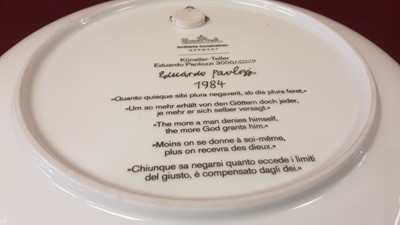 GERMANY
Künstler-Teller
Eduardo Paolozzi 3000/
Eduardo Paolozzi
1984
»Quanto quisque sibi plura negaverit, ab dis plura feret.«
»Um so mehr erhält von den Göttern doch jeder,
je mehr er sich selber versagt.«
»The more a man denies himself,
the more God grants him.«
»Moins on se donne à soi-même,
plus on recevra des dieux.«
»Chiunque sa negarsi quanto eccede i limiti
del giusto, è compensato dagli dei.«